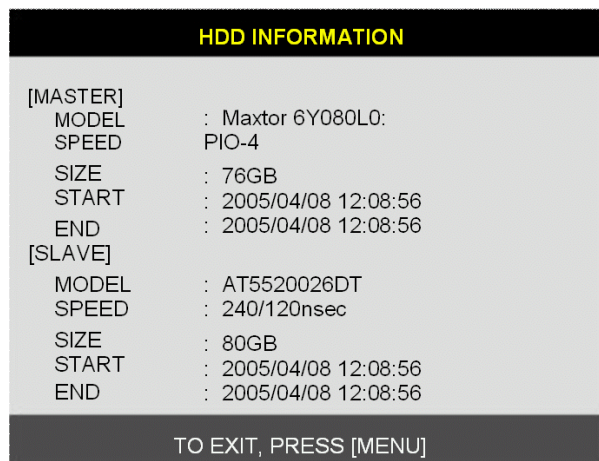 HDD INFORMATION
[MASTER]
MODEL : Maxtor 6Y080L0:
SPEED PIO-4
SIZE : 76GB
START : 2005/04/08 12:08:56
END : 2005/04/08 12:08:56
[SLAVE]
MODEL : AT5520026DT
SPEED : 240/120nsec
SIZE : 80GB
START : 2005/04/08 12:08:56
END : 2005/04/08 12:08:56
TO EXIT, PRESS [MENU]